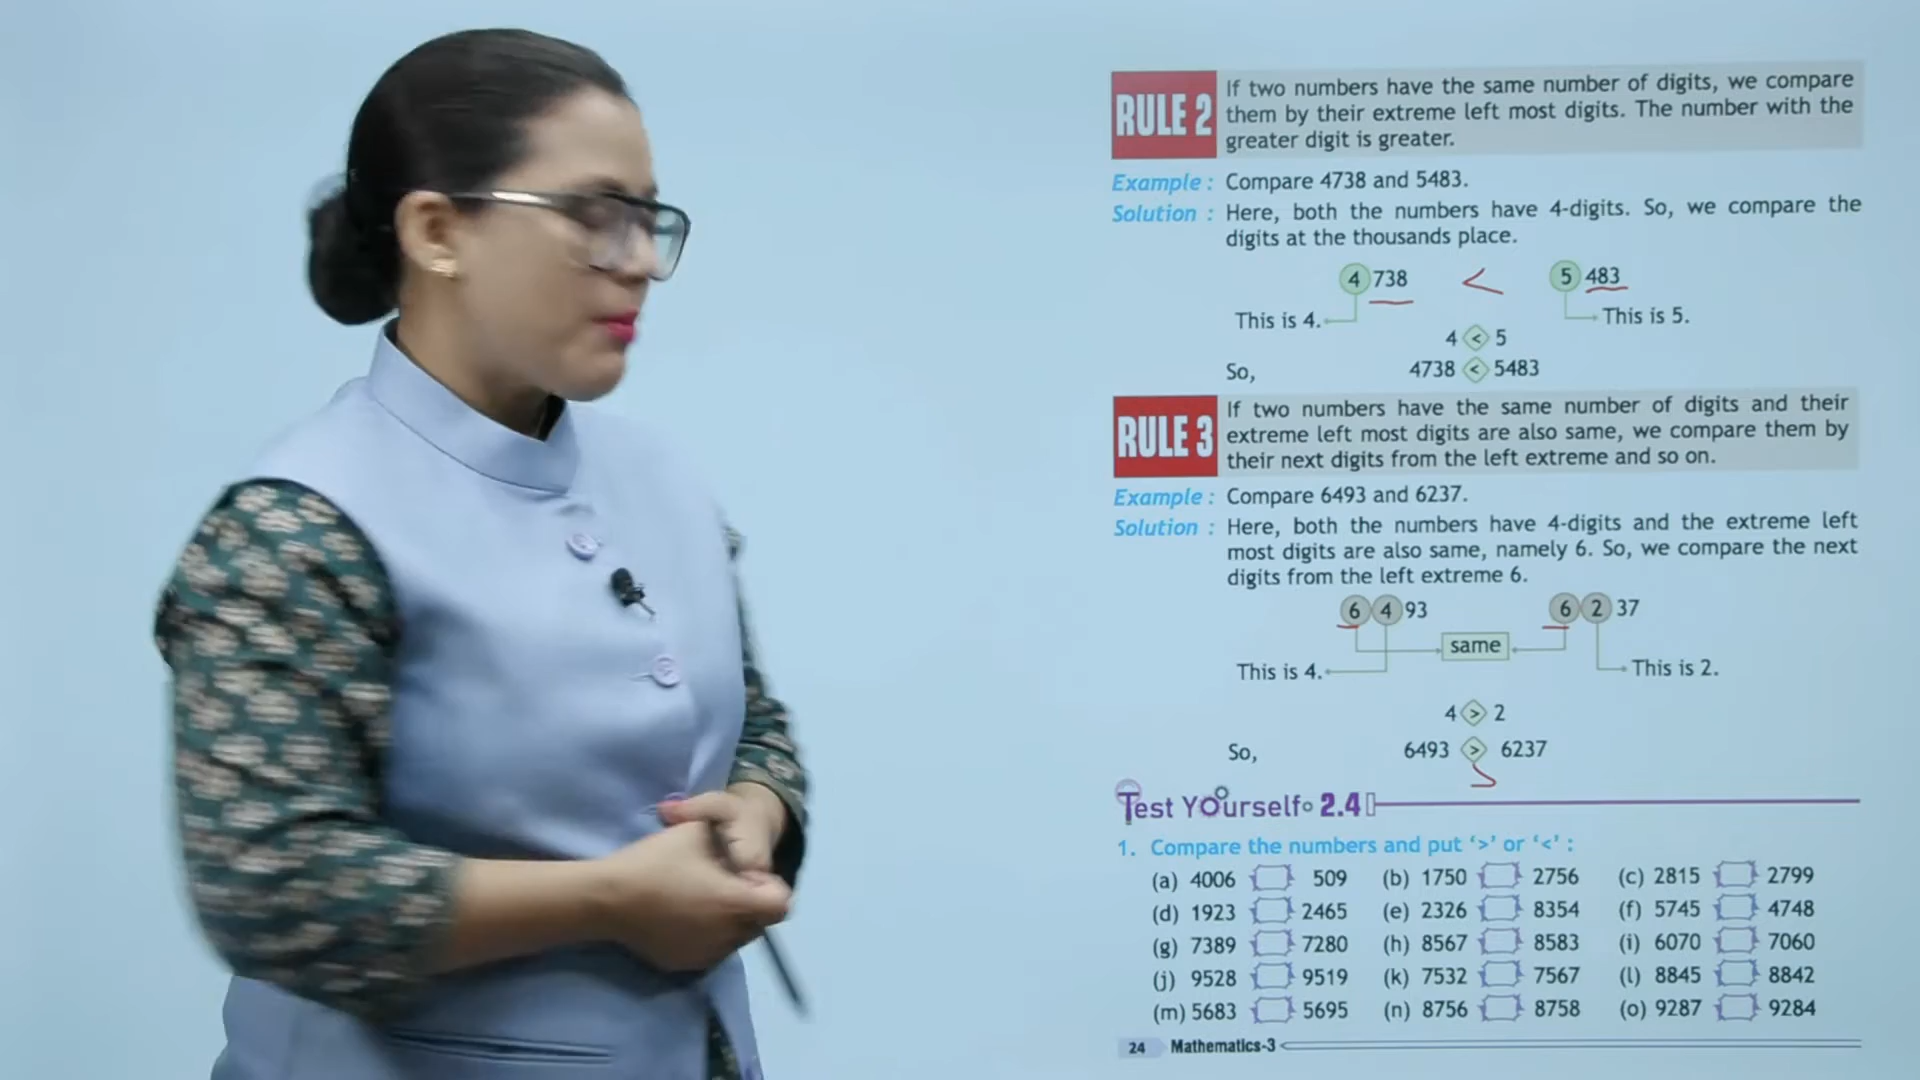 RULE 2
If two numbers have the same number of digits, we compare
them by their extreme left most digits. The number with the
greater digit is greater.
Example : Compare 4738 and 5483.
Solution : Here, both the numbers have 4-digits. So, we compare the
digits at the thousands place.
4 738 < 5 483
This is 4. This is 5.
4 < 5
So, 4738 < 5483
RULE 3
If two numbers have the same number of digits and their
extreme left most digits are also same, we compare them by
their next digits from the left extreme and so on.
Example : Compare 6493 and 6237.
Solution : Here, both the numbers have 4-digits and the extreme left
most digits are also same, namely 6. So, we compare the next
digits from the left extreme 6.
6 4 93 6 2 37
same
This is 4. This is 2.
4 > 2
So, 6493 > 6237
Test Yourself 2.4
1. Compare the numbers and put ‘>’ or ‘<’ :
(a) 4006 509 (b) 1750 2756 (c) 2815 2799
(d) 1923 2465 (e) 2326 8354 (f) 5745 4748
(g) 7389 7280 (h) 8567 8583 (i) 6070 7060
(j) 9528 9519 (k) 7532 7567 (l) 8845 8842
(m) 5683 5695 (n) 8756 8758 (o) 9287 9284
24 Mathematics-3